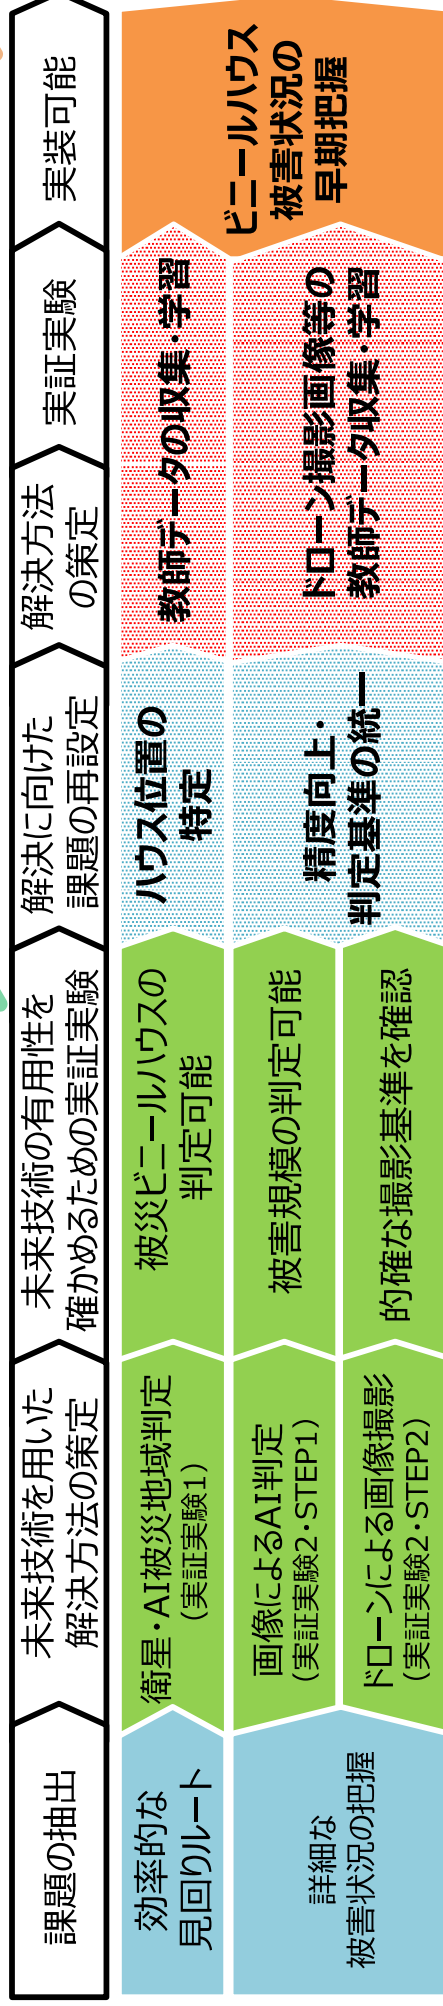 課題の抽出
未来技術を用いた
解決方法の策定
未来技術の有用性を
確かめるための実証実験
解決に向けた
課題の再設定
解決方法
の策定
実証実験
実装可能
効率的な
見回りルート
衛星・AI被災地域判定
（実証実験1）
被災ビニールハウスの
判定可能
ハウス位置の
特定
教師データの収集・学習
詳細な
被害状況の把握
画像によるAI判定
（実証実験2・STEP1）
被害規模の判定可能
ドローンによる画像撮影
（実証実験2・STEP2）
的確な撮影基準を確認
精度向上・
判定基準の統一
ドローン撮影画像等の
教師データ収集・学習
ビニールハウス
被害状況の
早期把握